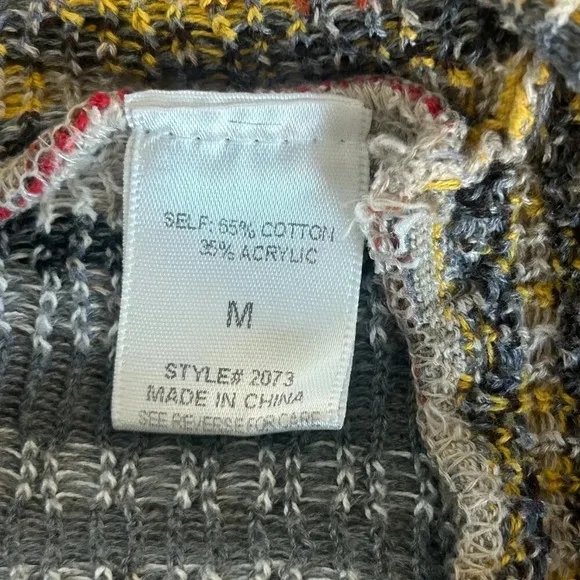 SELF: 65% COTTON
35% ACRYLIC
M
STYLE# 2073
MADE IN CHINA
SEE REVERSE FOR CARE